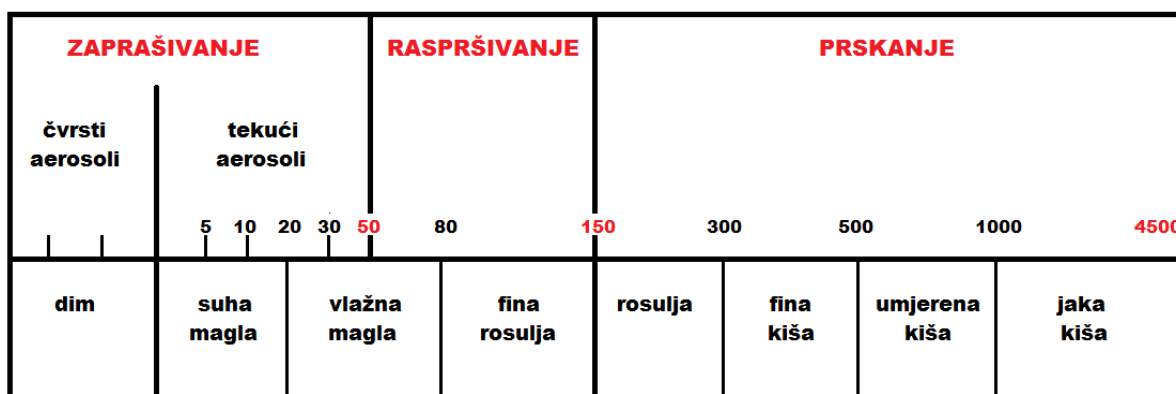 ZAPRAŠIVANJE RASPRŠIVANJE PRSKANJE
čvrsti tekući
aerosoli aerosoli
5 10 20 30 50 80 150 300 500 1000 4500
dim suha vlažna fina rosulja fina umjerena jaka
magla magla rosulja kiša kiša kiša